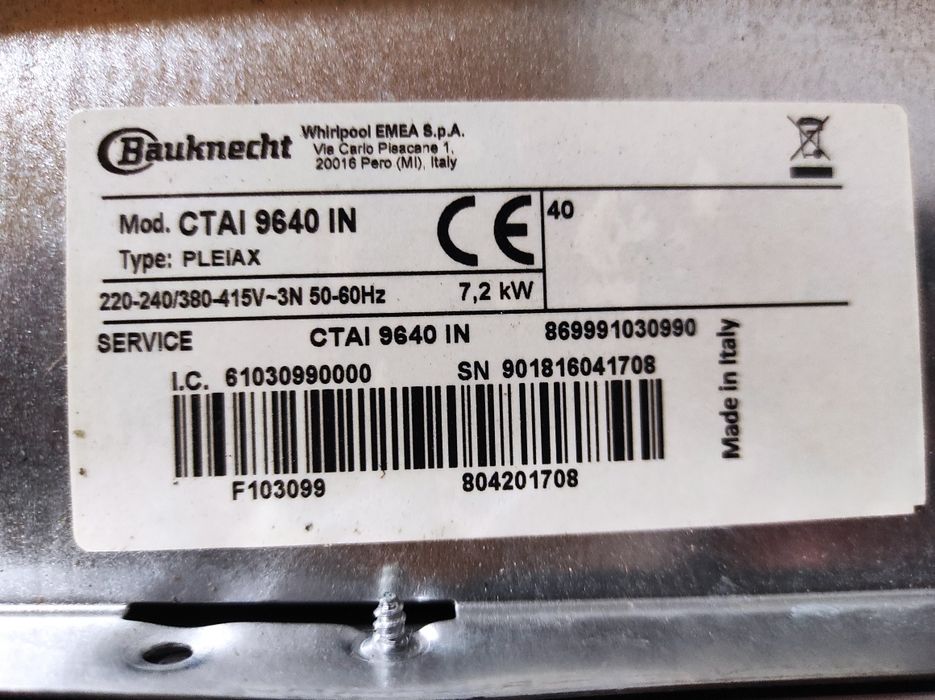 Bauknecht
Whirlpool EMEA S.p.A.
Via Carlo Pisacane 1,
20016 Pero (MI), Italy
Mod. CTAI 9640 IN
Type: PLEIAX
CE
40
220-240/380-415V~3N 50-60Hz 7,2 kW
SERVICE CTAI 9640 IN 869991030990
I.C. 61030990000 SN 901816041708
F103099 804201708
Made in Italy